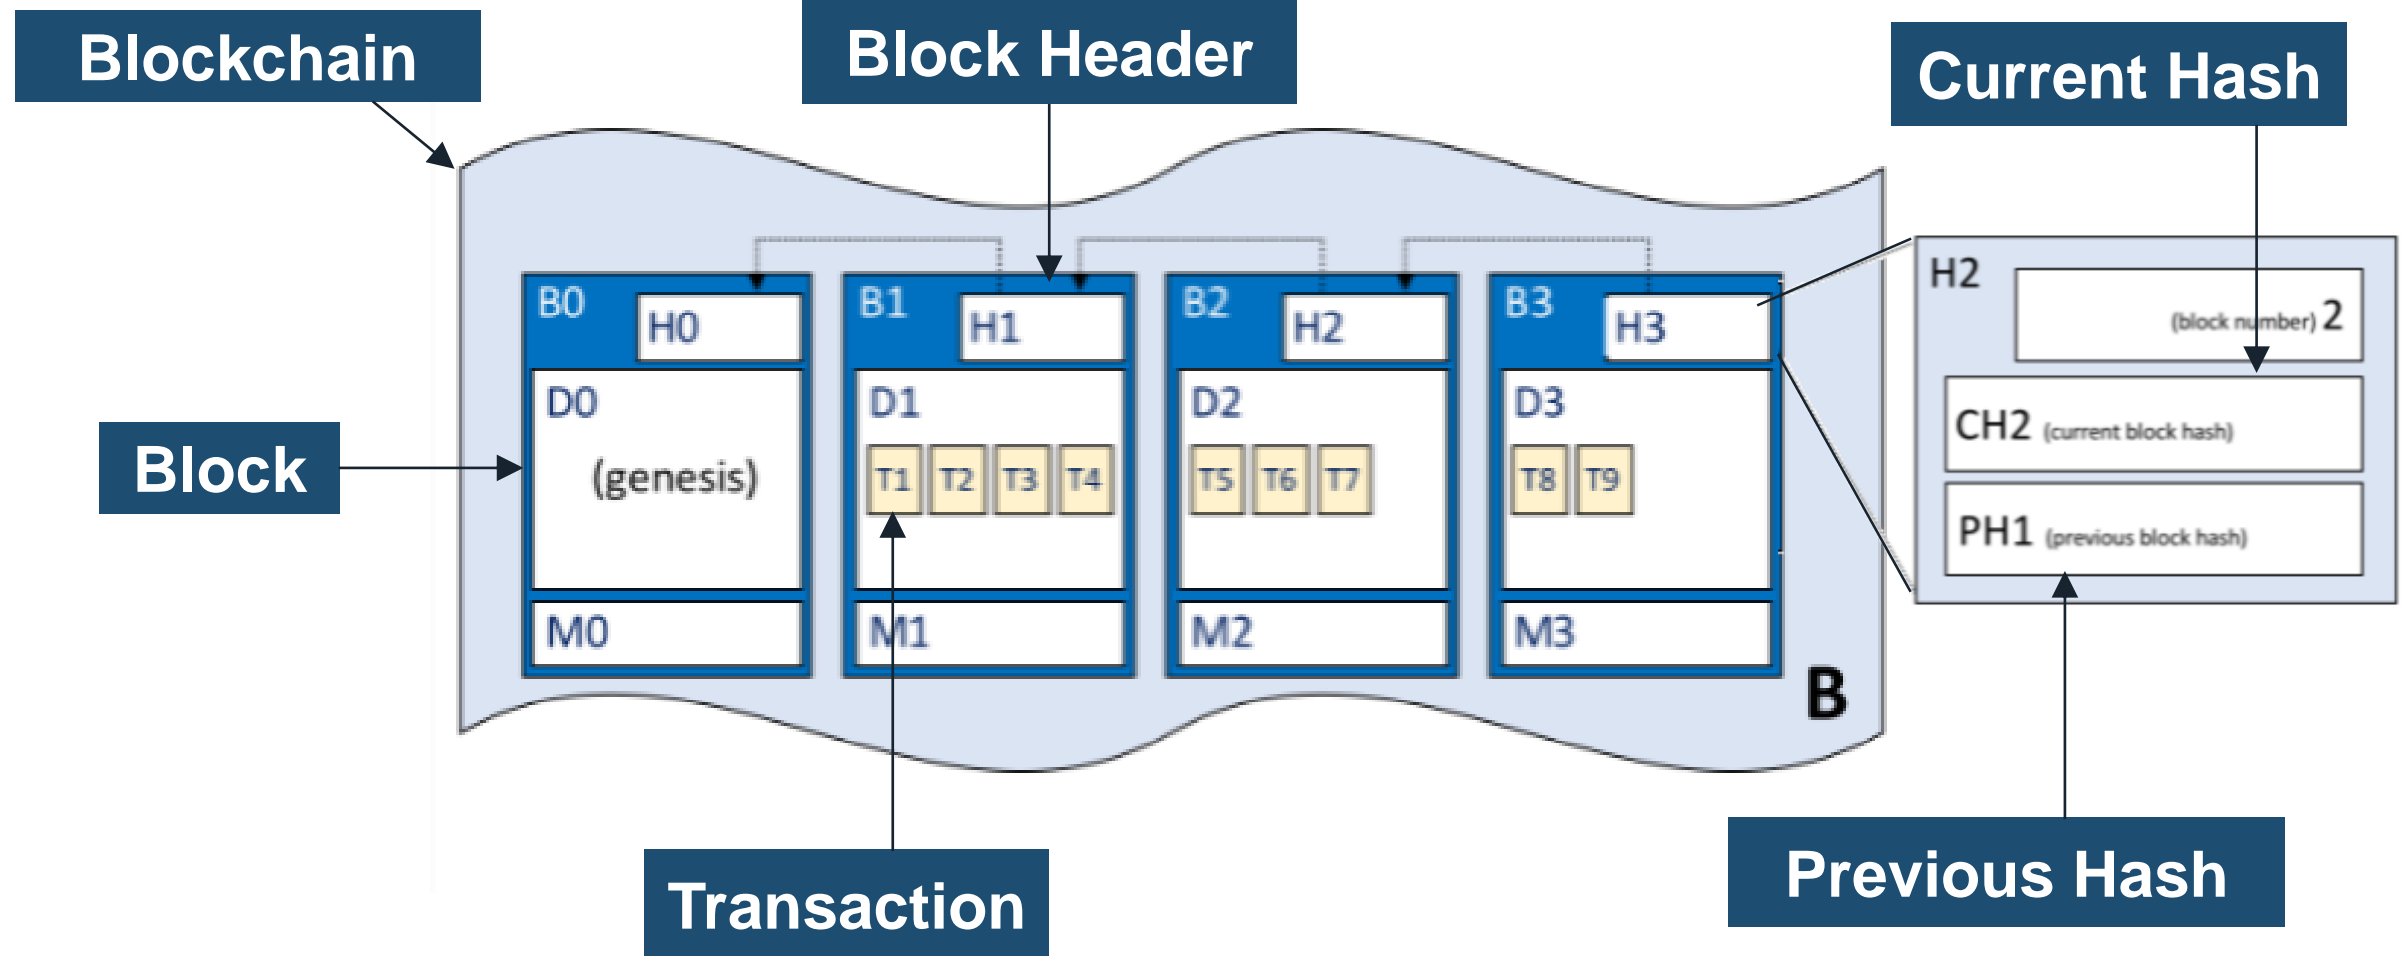 Blockchain
Block Header
Current Hash
B0
H0
B1
H1
B2
H2
B3
H3
H2
(block number) 2
D0
D1
D2
D3
CH2 (current block hash)
Block
(genesis)
T1 T2 T3 T4
T5 T6 T7
T8 T9
PH1 (previous block hash)
M0
M1
M2
M3
B
Transaction
Previous Hash